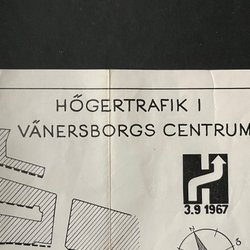 HÖGERTRAFIK I
VÄNERSBORGS CENTRUM
3.9 1967
N